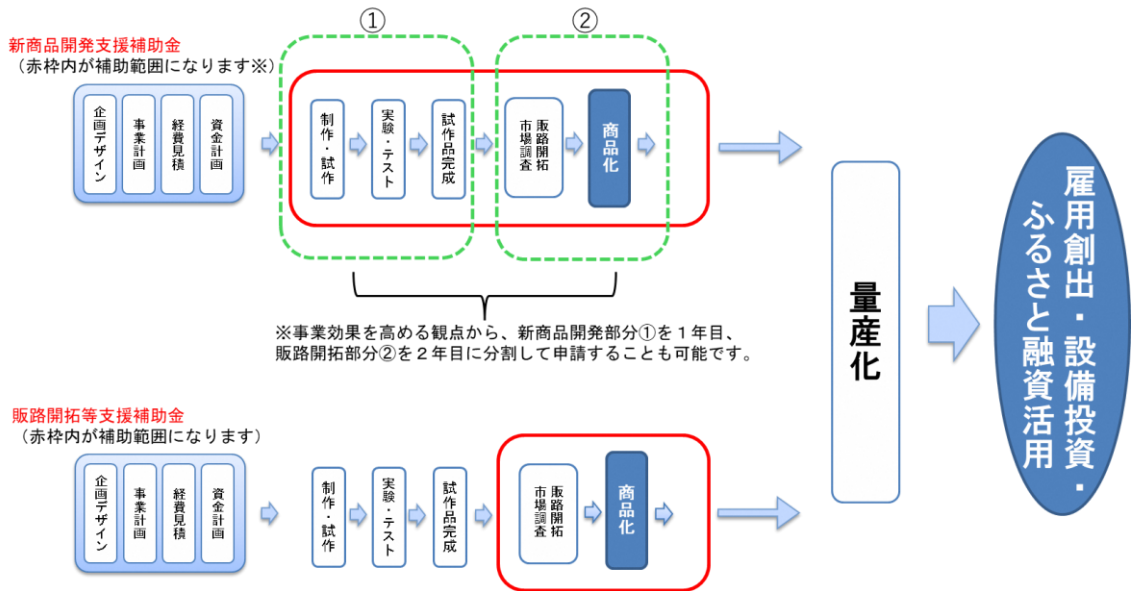 ①
②
新商品開発支援補助金
（赤枠内が補助範囲になります※）
企画デザイン
事業計画
経費見積
資金計画
制作・試作
実験・テスト
試作品完成
販路開拓
市場調査
商品化
※事業効果を高める観点から、新商品開発部分①を１年目、
販路開拓部分②を２年目に分割して申請することも可能です。
販路開拓等支援補助金
（赤枠内が補助範囲になります）
企画デザイン
事業計画
経費見積
資金計画
制作・試作
実験・テスト
試作品完成
販路開拓
市場調査
商品化
量産化
雇用創出・設備投資・
ふるさと融資活用